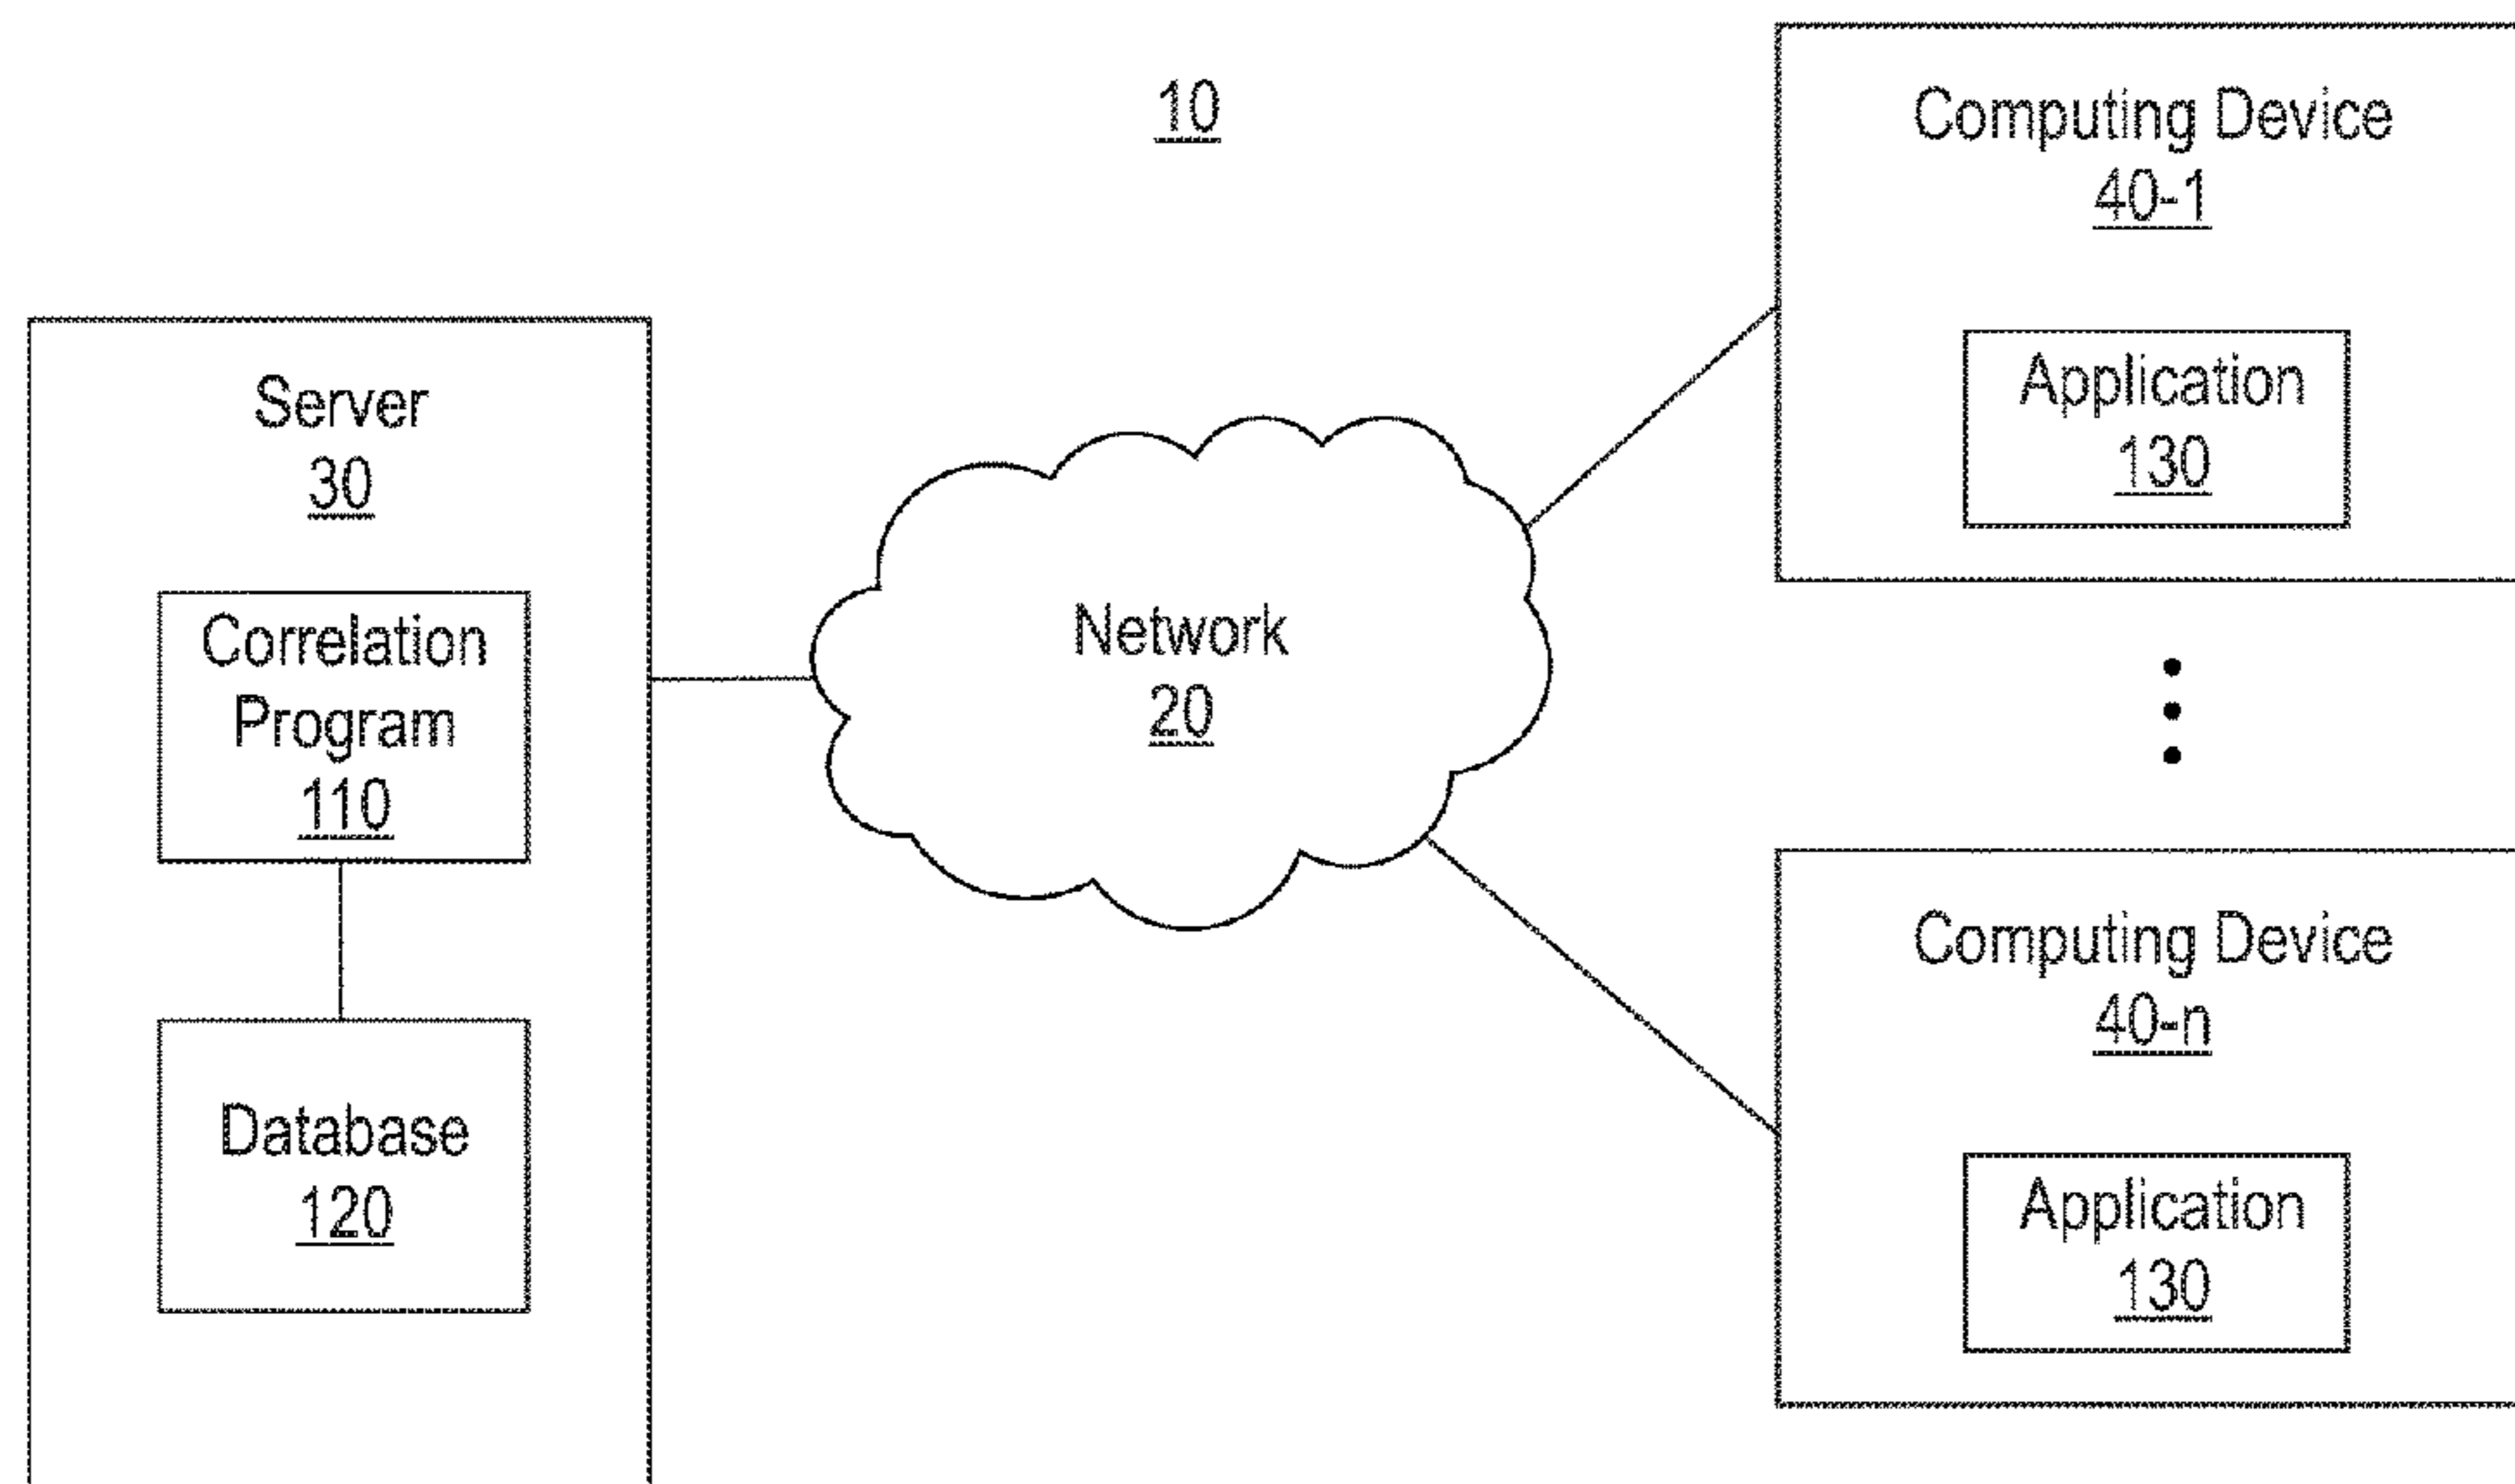 10
Server
30
Correlation
Program
110
Database
120
Network
20
Computing Device
40-1
Application
130
Computing Device
40-n
Application
130